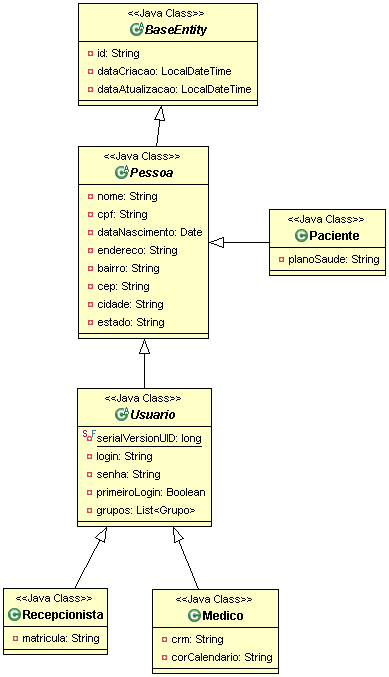 <<Java Class>>
BaseEntity
id: String
dataCriacao: LocalDateTime
dataAtualizacao: LocalDateTime
<<Java Class>>
Pessoa
nome: String
cpf: String
dataNascimento: Date
endereco: String
bairro: String
cep: String
cidade: String
estado: String
<<Java Class>>
Paciente
planoSaude: String
<<Java Class>>
Usuario
serialVersionUID: long
login: String
senha: String
primeiroLogin: Boolean
grupos: List<Grupo>
<<Java Class>>
Recepcionista
matricula: String
<<Java Class>>
Medico
crm: String
corCalendario: String